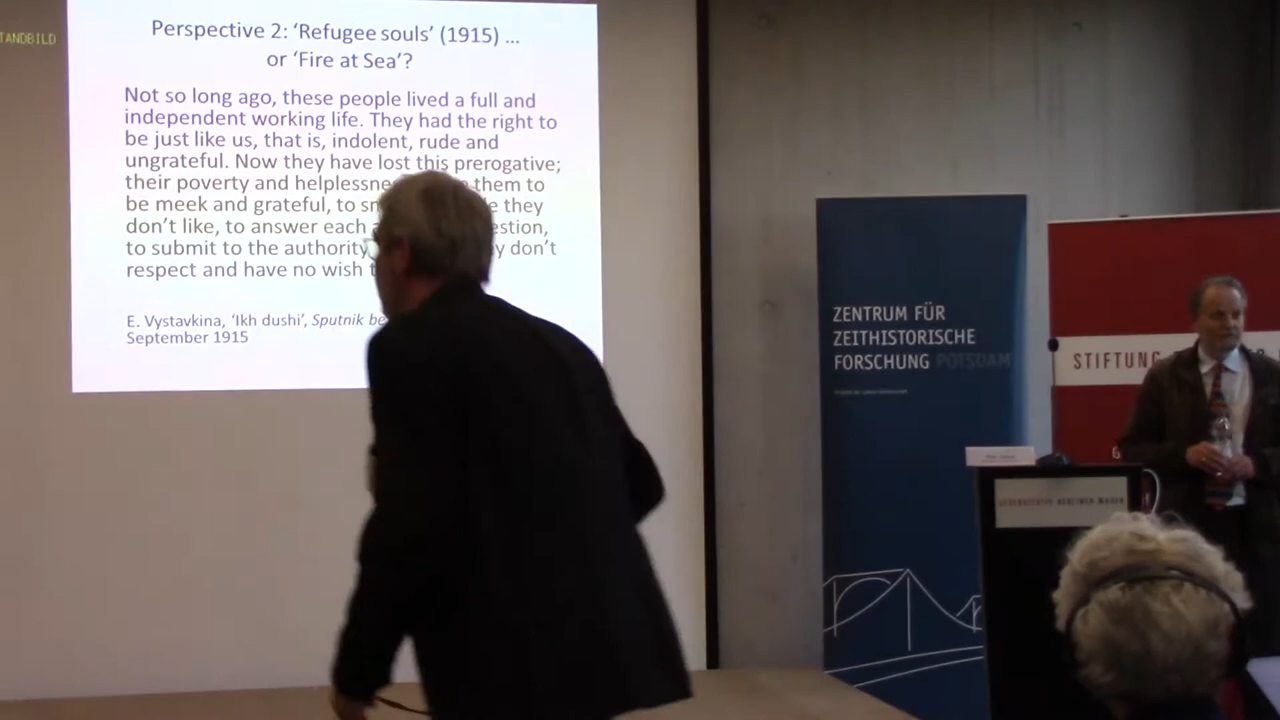 TANDBILD
Perspective 2: ‘Refugee souls’ (1915) …
or ‘Fire at Sea’?
Not so long ago, these people lived a full and
independent working life. They had the right to
be just like us, that is, indolent, rude and
ungrateful. Now they have lost this prerogative;
their poverty and helplessne them to
be meek and grateful, to sm e they
don’t like, to answer each a estion,
to submit to the authority y don’t
respect and have no wish t
E. Vystavkina, ‘Ikh dushi’, Sputnik be
September 1915
ZENTRUM FÜR
ZEITHISTORISCHE
FORSCHUNG POTSDAM
STIFTUNG
G
GEDENKSTÄTTE BERLINER MAUER